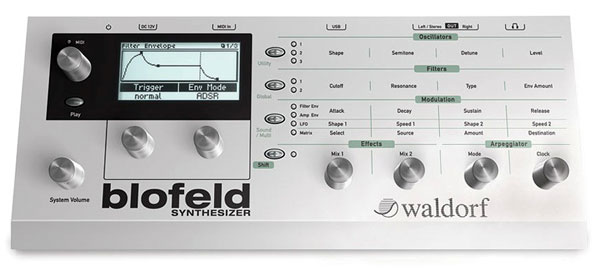 DC 12V MIDI In USB Left / Stereo OUT Right
MIDI
Filter Envelope 1/3
Trigger Env Mode
normal ADSR
Play
System Volume
blofeld
SYNTHESIZER
Oscillators
1
2
3
Shape Semitone Detune Level
Utility
Filters
1
2
Cutoff Resonance Type Env Amount
Global
Modulation
Filter Env
Amp Env
LFO
Matrix
Attack Decay Sustain Release
Shape 1 Speed 1 Shape 2 Speed 2
Select Source Amount Destination
Sound
/ Multi
Effects Arpeggiator
Shift
Mix 1 Mix 2 Mode Clock
waldorf